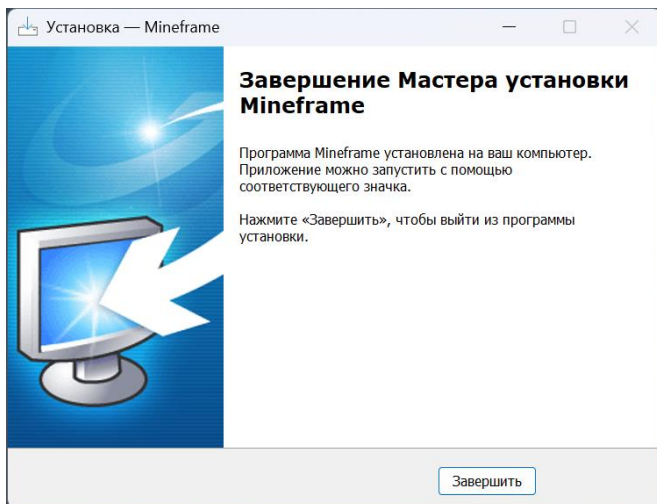 Установка — Mineframe
Завершение Мастера установки
Mineframe
Программа Mineframe установлена на ваш компьютер.
Приложение можно запустить с помощью
соответствующего значка.
Нажмите «Завершить», чтобы выйти из программы
установки.
Завершить